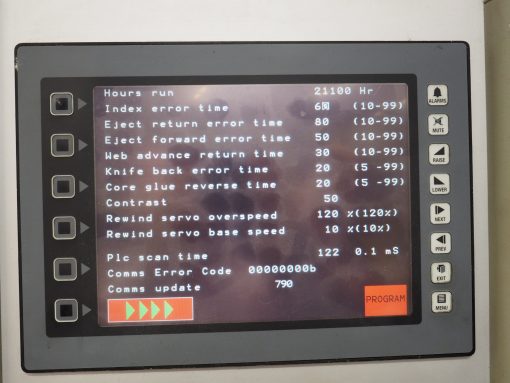 Hours run 21100 Hr
Index error time (10-99)
Eject return error time 80 (10-99)
Eject forward error time 50 (10-99)
Web advance return time 30 (10-99)
Knife back error time 20 (5 -99)
Core glue reverse time 20 (5 -99)
Contrast 50
Rewind servo overspeed 120 %(120%)
Rewind servo base speed 10 %(10%)
Plc scan time 122 0.1 mS
Comms Error Code 00000000b
Comms update 790
PROGRAM
ALARMS
MUTE
RAISE
LOWER
NEXT
PREV
EXIT
MENU